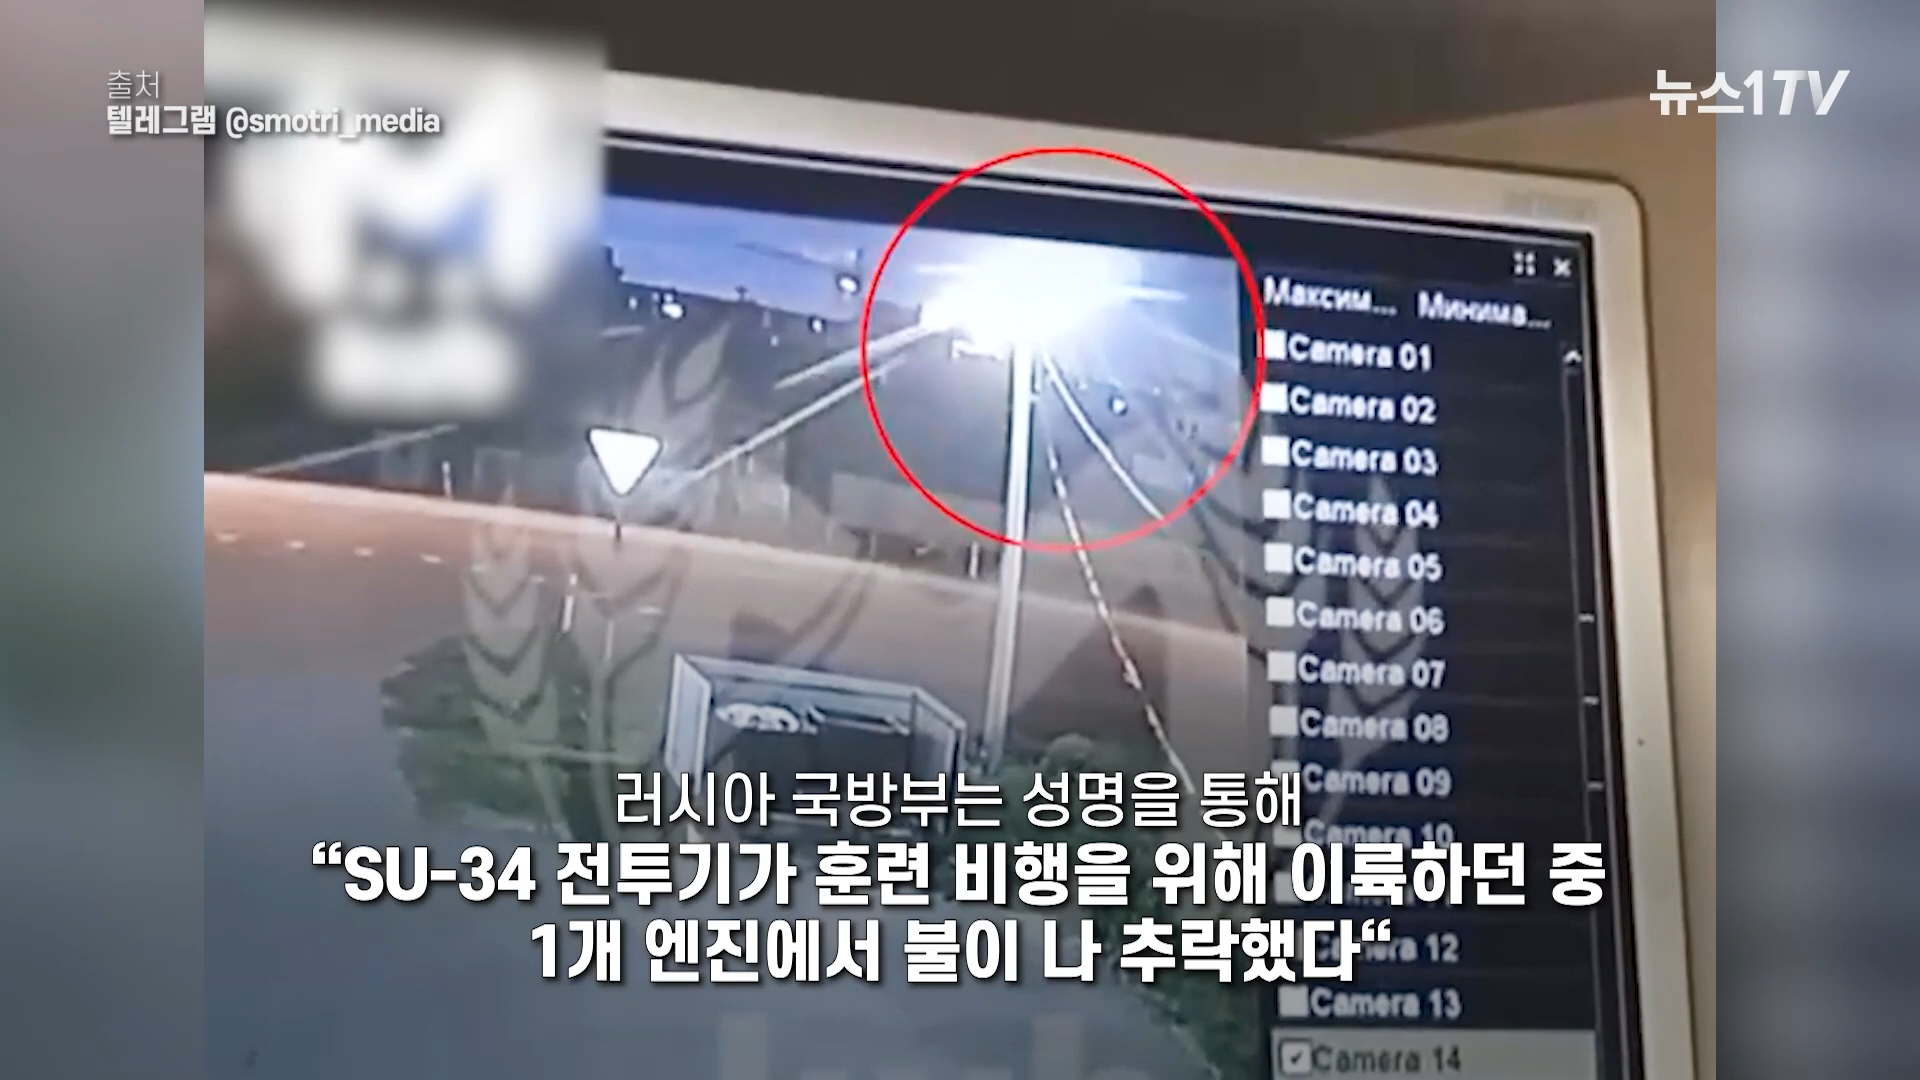 출처
텔레그램 @smotri_media
뉴스1TV
Максим... Минима...
Camera 01
Camera 02
Camera 03
Camera 04
Camera 05
Camera 06
Camera 07
Camera 08
Camera 09
Camera 10
Camera 12
Camera 13
Camera 14
러시아 국방부는 성명을 통해
“SU-34 전투기가 훈련 비행을 위해 이륙하던 중
1개 엔진에서 불이 나 추락했다“